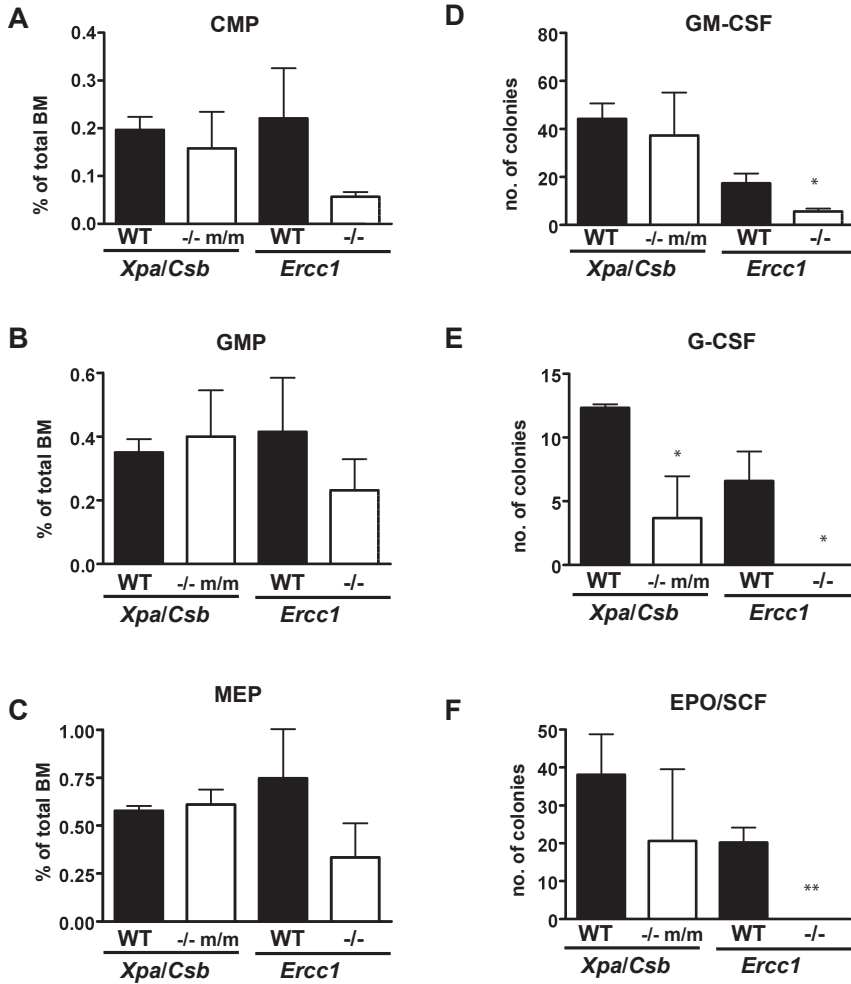 A
CMP
% of total BM
0.4
0.3
0.2
0.1
0.0
WT -/- m/m WT -/-
Xpa/Csb Ercc1
B
GMP
% of total BM
0.6
0.4
0.2
0.0
WT -/- m/m WT -/-
Xpa/Csb Ercc1
C
MEP
% of total BM
1.00
0.75
0.50
0.25
0.00
WT -/- m/m WT -/-
Xpa/Csb Ercc1
D
GM-CSF
no. of colonies
80
60
40
20
0
*
WT -/- m/m WT -/-
Xpa/Csb Ercc1
E
G-CSF
no. of colonies
15
10
5
0
*
*
WT -/- m/m WT -/-
Xpa/Csb Ercc1
F
EPO/SCF
no. of colonies
50
40
30
20
10
0
**
WT -/- m/m WT -/-
Xpa/Csb Ercc1